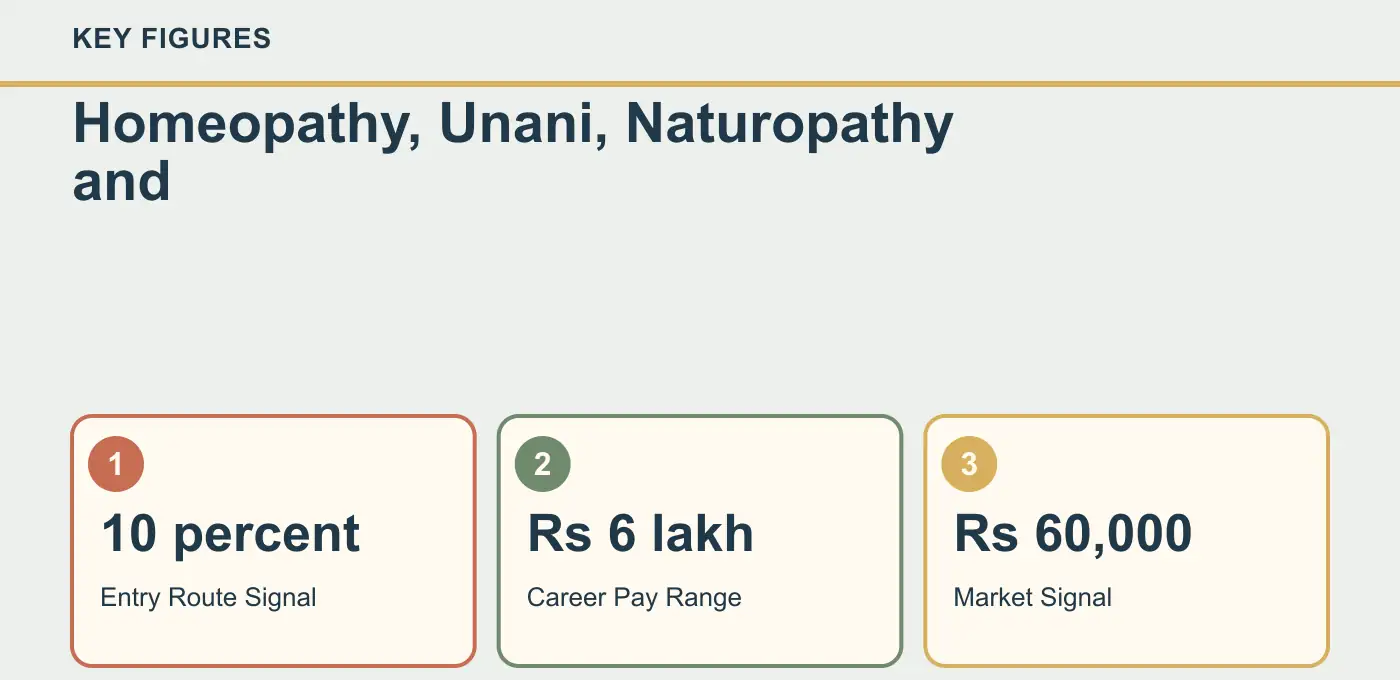 KEY FIGURES
Homeopathy, Unani, Naturopathy
and
1
10 percent
Entry Route Signal
2
Rs 6 lakh
Career Pay Range
3
Rs 60,000
Market Signal